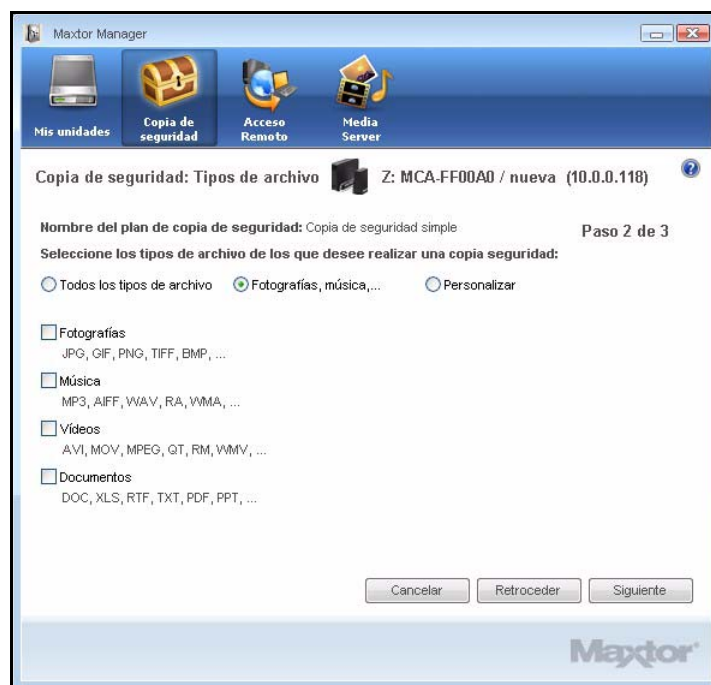 Maxtor Manager
Mis unidades
Copia de
seguridad
Acceso
Remoto
Media
Server
Copia de seguridad: Tipos de archivo Z: MCA-FF00A0 / nueva (10.0.0.118) ?
Nombre del plan de copia de seguridad: Copia de seguridad simple
Paso 2 de 3
Seleccione los tipos de archivo de los que desee realizar una copia seguridad:
Todos los tipos de archivo Fotografías, música,... Personalizar
Fotografías
JPG, GIF, PNG, TIFF, BMP, ...
Música
MP3, AIFF, WAV, RA, WMA, ...
Vídeos
AVI, MOV, MPEG, QT, RM, WMV, ...
Documentos
DOC, XLS, RTF, TXT, PDF, PPT, ...
Cancelar Retroceder Siguiente
Maxtor